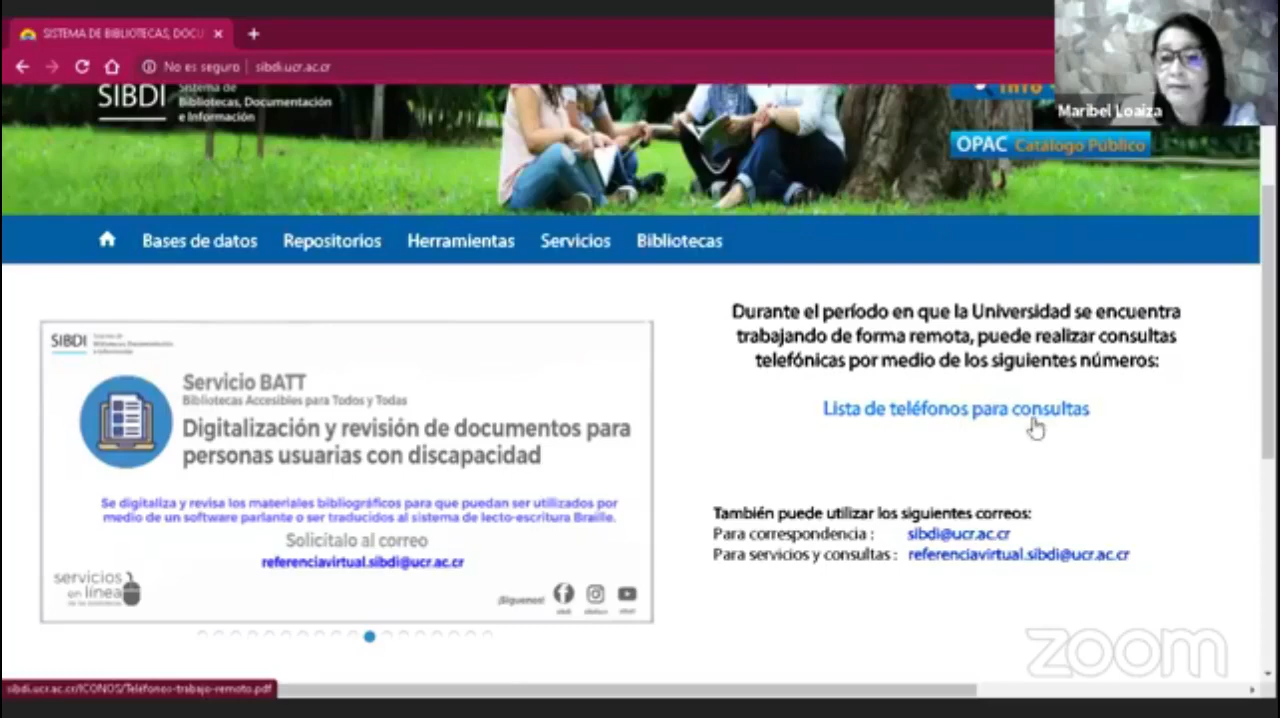 SISTEMA DE BIBLIOTECAS, DOCU
No es seguro | sibdi.ucr.ac.cr
Maribel Loaiza
SIBDI
Sistema de
Bibliotecas, Documentación
e Información
OPAC Catálogo Público
Bases de datos Repositorios Herramientas Servicios Bibliotecas
SIBDI
Servicio BATT
Bibliotecas Accesibles para Todos y Todas
Digitalización y revisión de documentos para
personas usuarias con discapacidad
Se digitaliza y revisa los materiales bibliográficos para que puedan ser utilizados por
medio de un software parlante o ser traducidos al sistema de lecto-escritura Braille.
Solicítalo al correo
referenciavirtual.sibdi@ucr.ac.cr
servicios
en línea
¡Síguenos!
Durante el período en que la Universidad se encuentra
trabajando de forma remota, puede realizar consultas
telefónicas por medio de los siguientes números:
Lista de teléfonos para consultas
También puede utilizar los siguientes correos:
Para correspondencia : sibdi@ucr.ac.cr
Para servicios y consultas : referenciavirtual.sibdi@ucr.ac.cr
zoom
sibdi.ucr.ac.cr/ICONOS/Teléfonos-trabajo-remoto.pdf